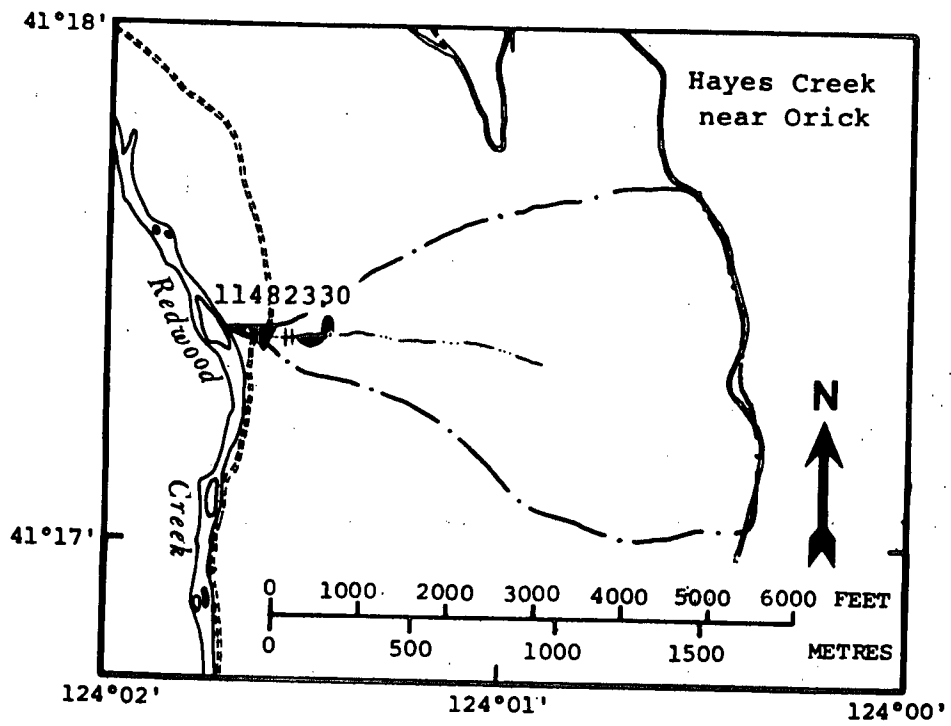 41°18'
Hayes Creek
near Orick
11482330
Redwood
Creek
N
41°17'
0 1000 2000 3000 4000 5000 6000 FEET
0 500 1000 1500 METRES
124°02' 124°01' 124°00'